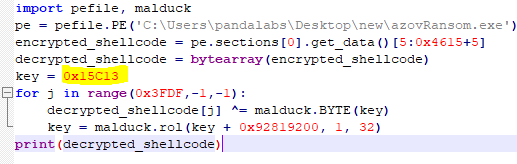 import pefile, malduck
pe = pefile.PE('C:\Users\pandalabs\Desktop\new\azovRansom.exe')
encrypted_shellcode = pe.sections[0].get_data()[5:0x4615+5]
decrypted_shellcode = bytearray(encrypted_shellcode)
key = 0x15C13
for j in range(0x3FDF,-1,-1):
    decrypted_shellcode[j] ^= malduck.BYTE(key)
    key = malduck.rol(key + 0x92819200, 1, 32)
print(decrypted_shellcode)